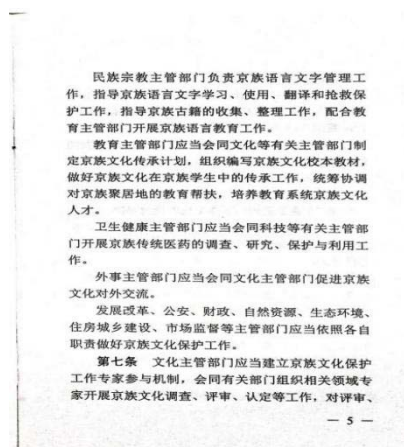 民族宗教主管部门负责京族语言文字管理工
作，指导京族语言文字学习、使用、翻译和抢救保
护工作，指导京族古籍的收集、整理工作，配合教
育主管部门开展京族语言教育工作。
教育主管部门应当会同文化等有关主管部门制
定京族文化传承计划，组织编写京族文化校本教材，
做好京族文化在京族学生中的传承工作，统筹协调
对京族聚居地的教育帮扶，培养教育系统京族文化
人才。
卫生健康主管部门应当会同科技等有关主管部
门开展京族传统医药的调查、研究、保护与利用工
作。
外事主管部门应当会同文化主管部门促进京族
文化对外交流。
发展改革、公安、财政、自然资源、生态环境、
住房城乡建设、市场监督等主管部门应当依照各自
职责做好京族文化保护工作。
第七条　文化主管部门应当建立京族文化保护
工作专家参与机制，会同有关部门组织相关领域专
家开展京族文化调查、评审、认定等工作，对评审、
— 5 —